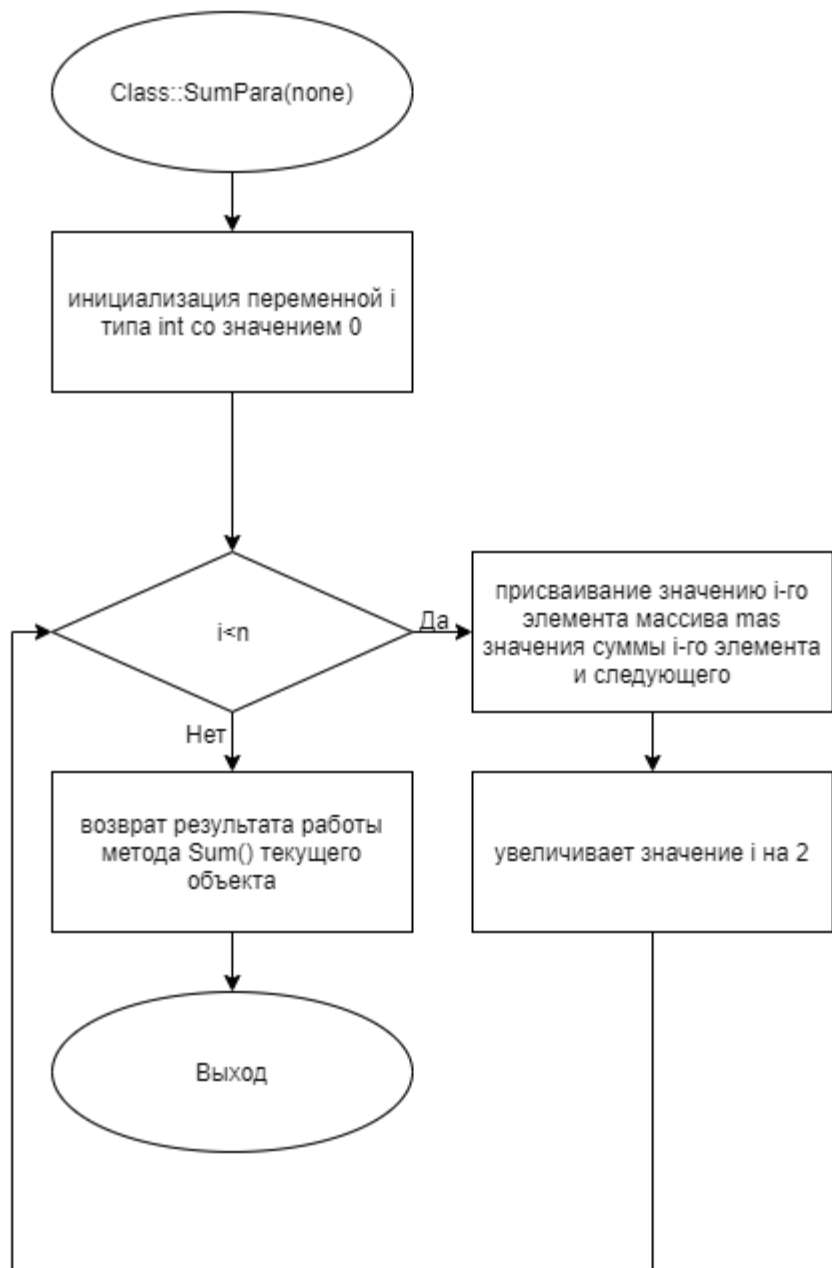 Class::SumPara(none)
инициализация переменной i
типа int со значением 0
i<n
Да
присваивание значению i-го
элемента массива mas
значения суммы i-го элемента
и следующего
Нет
возврат результата работы
метода Sum() текущего
объекта
увеличивает значение i на 2
Выход